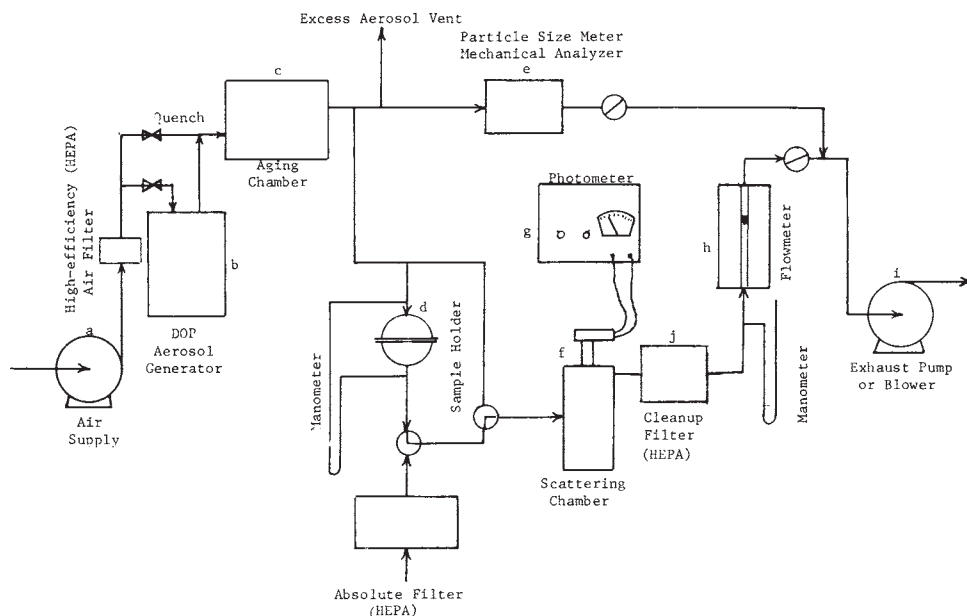 Excess Aerosol Vent
Particle Size Meter
Mechanical Analyzer
e
c
Quench
Aging
Chamber
High-efficiency (HEPA)
Air Filter
b
DOP
Aerosol
Generator
a
Air
Supply
Photometer
g
h
Flowmeter
i
Exhaust Pump
or Blower
d
Sample Holder
Manometer
f
j
Cleanup
Filter
(HEPA)
Manometer
Scattering
Chamber
Absolute Filter
(HEPA)